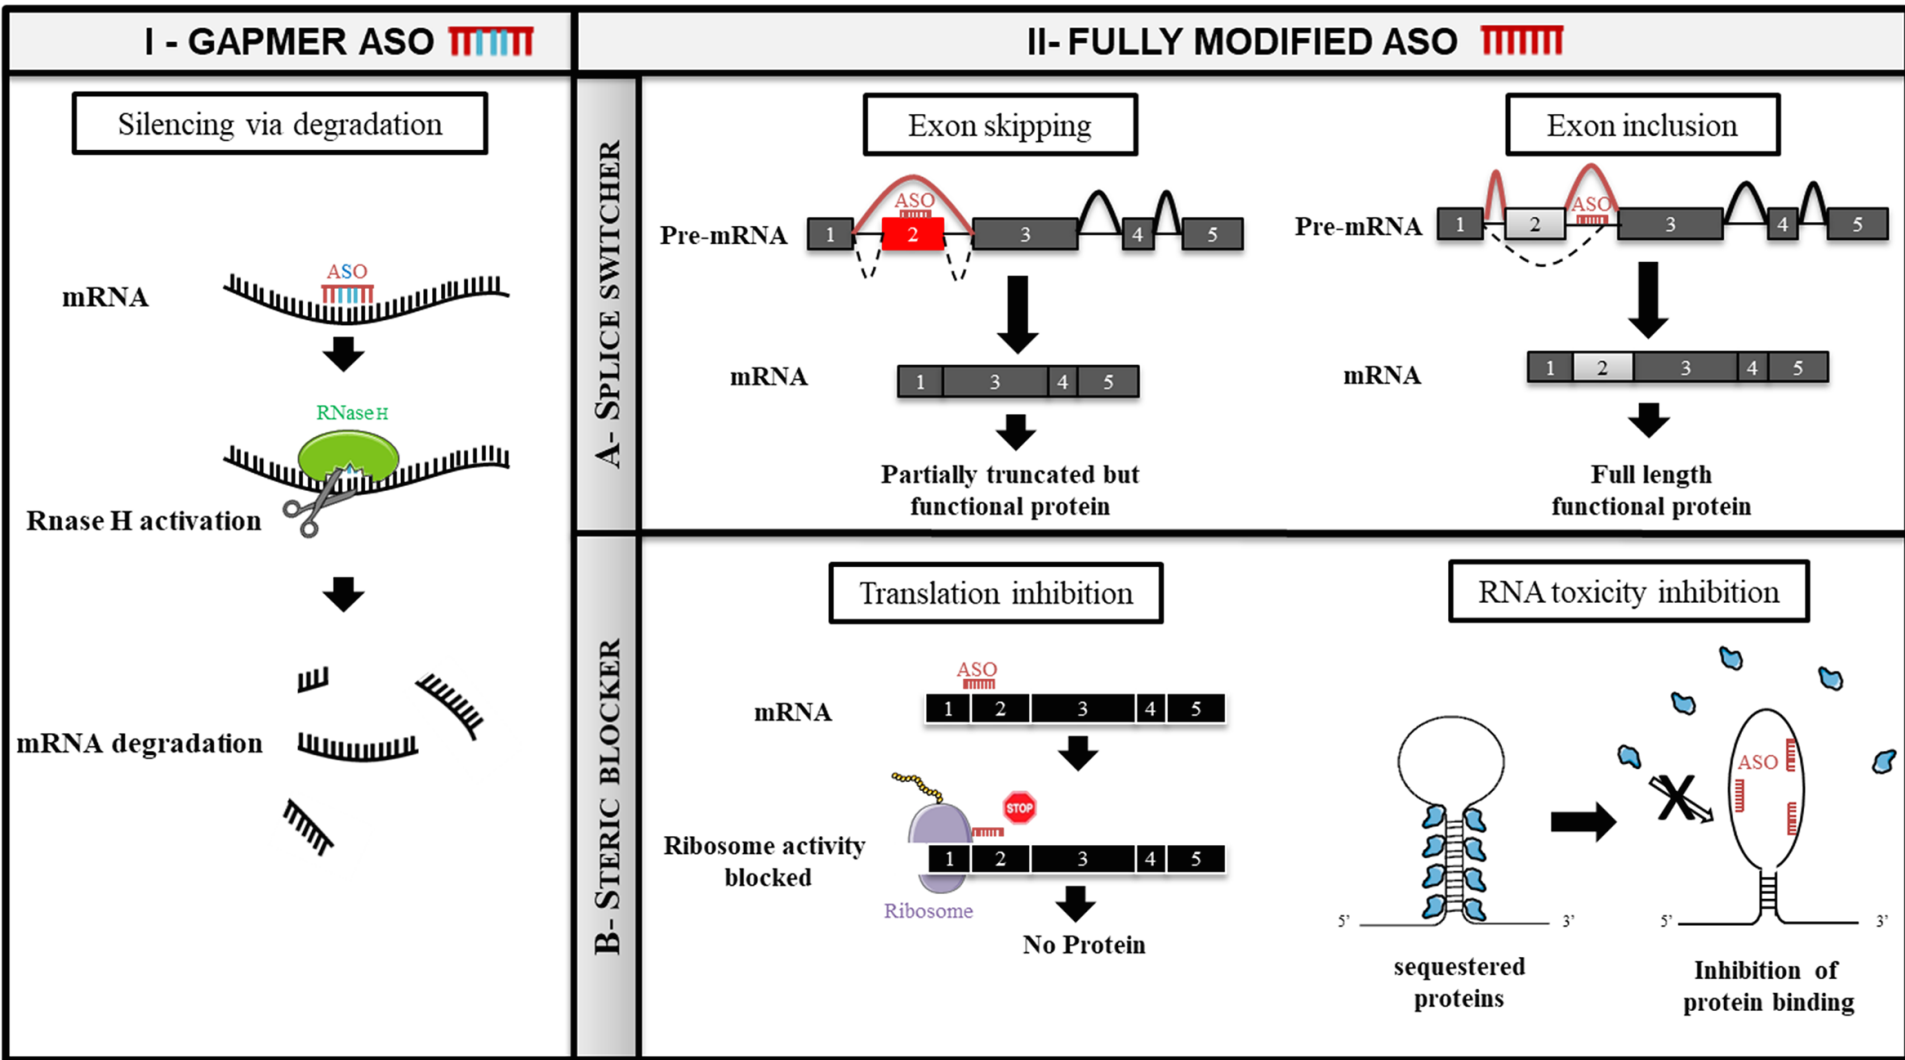 I - GAPMER ASO
II- FULLY MODIFIED ASO
Silencing via degradation
mRNA
ASO
RNase H
Rnase H activation
mRNA degradation
A- SPLICE SWITCHER
Exon skipping
Pre-mRNA
ASO
1 2 3 4 5
mRNA
1 3 4 5
Partially truncated but
functional protein
Exon inclusion
Pre-mRNA
ASO
1 2 3 4 5
mRNA
1 2 3 4 5
Full length
functional protein
B- STERIC BLOCKER
Translation inhibition
ASO
mRNA
1 2 3 4 5
STOP
Ribosome activity
blocked
1 2 3 4 5
Ribosome
No Protein
RNA toxicity inhibition
ASO
5’ 3’
5’ 3’
sequestered
proteins
Inhibition of
protein binding